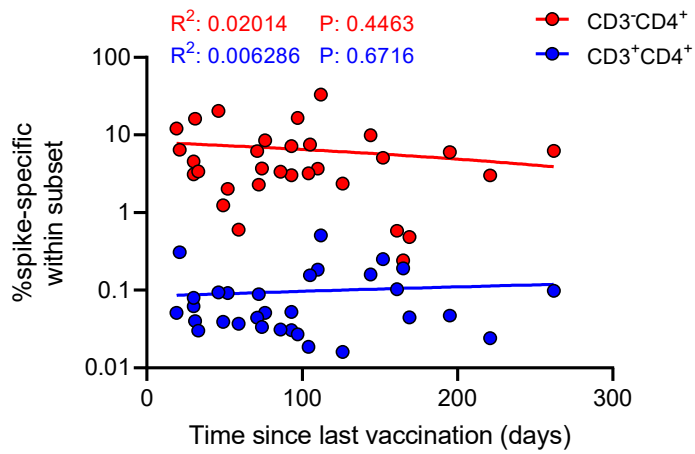 R²: 0.02014 P: 0.4463
R²: 0.006286 P: 0.6716
CD3⁻CD4⁺
CD3⁺CD4⁺
%spike-specific
within subset
100
10
1
0.1
0.01
0 100 200 300
Time since last vaccination (days)